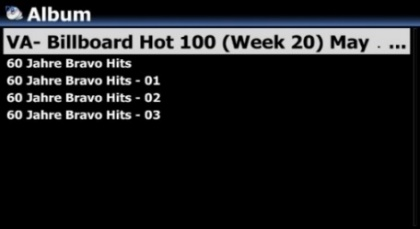 Album
VA- Billboard Hot 100 (Week 20) May . ...
60 Jahre Bravo Hits
60 Jahre Bravo Hits - 01
60 Jahre Bravo Hits - 02
60 Jahre Bravo Hits - 03